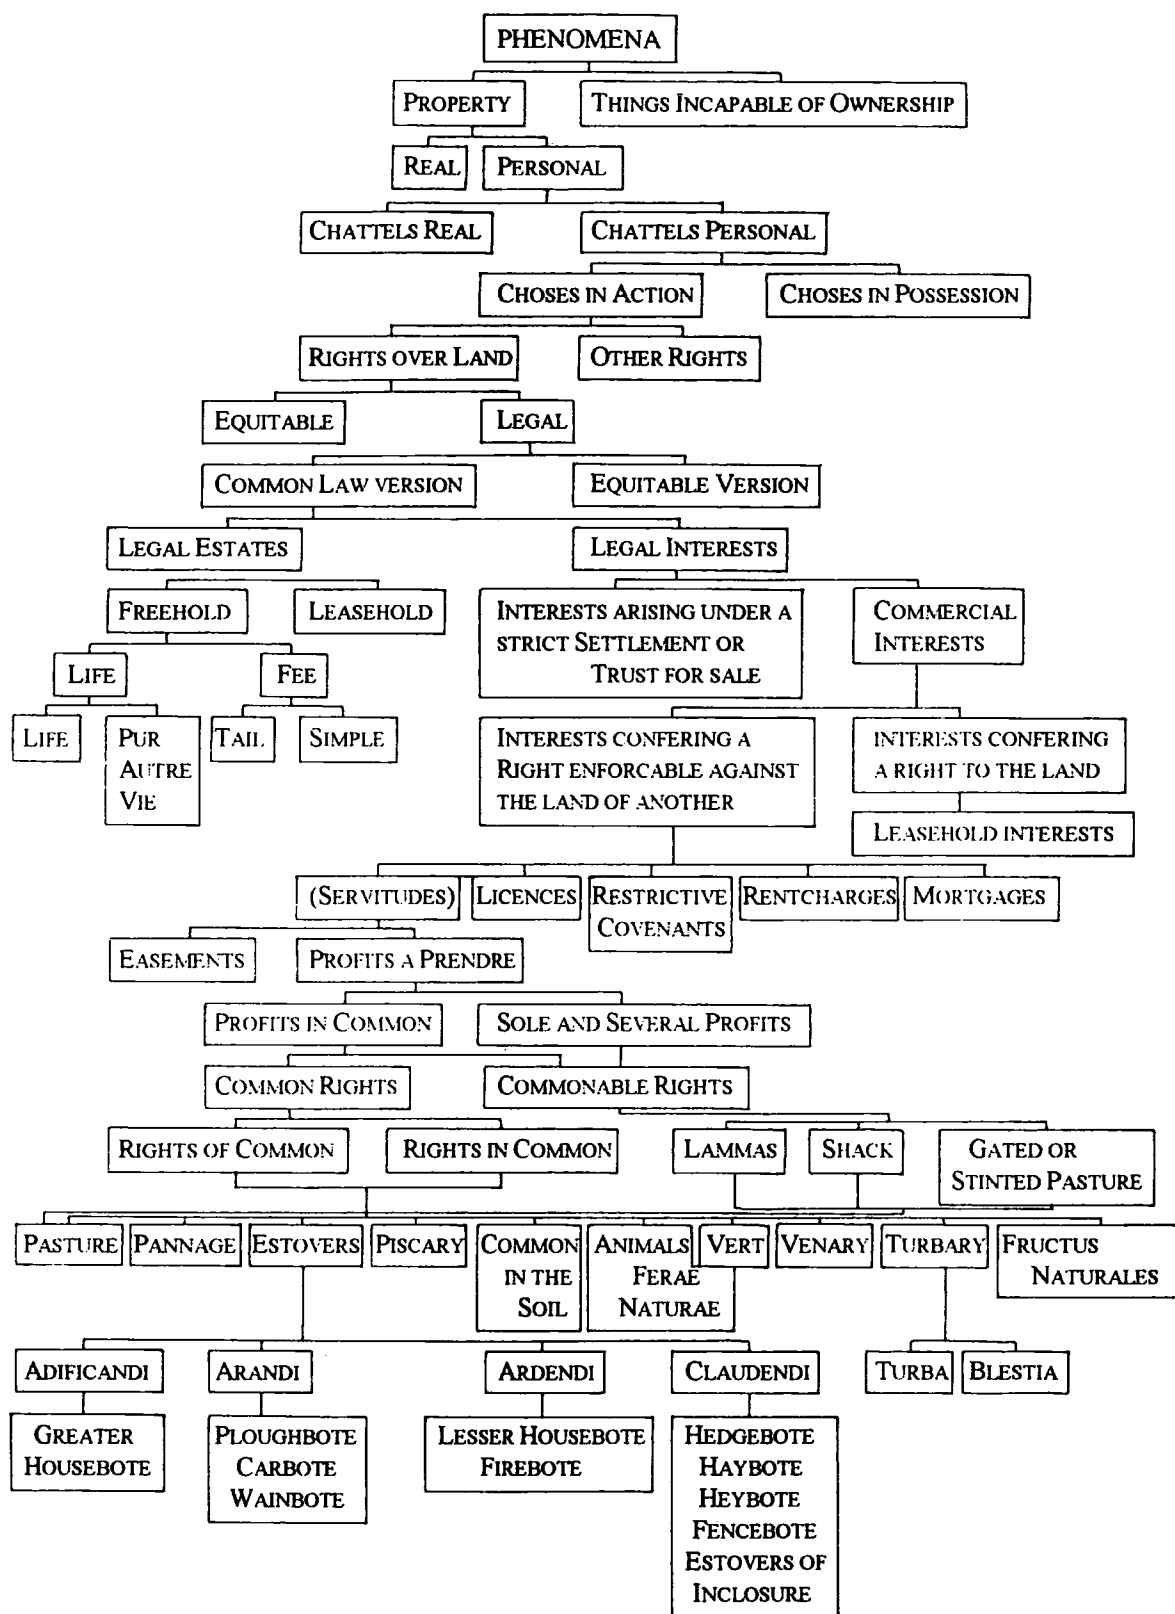 PHENOMENA
PROPERTY
THINGS INCAPABLE OF OWNERSHIP
REAL
PERSONAL
CHATTELS REAL
CHATTELS PERSONAL
CHOSES IN ACTION
CHOSES IN POSSESSION
RIGHTS OVER LAND
OTHER RIGHTS
EQUITABLE
LEGAL
COMMON LAW VERSION
EQUITABLE VERSION
LEGAL ESTATES
LEGAL INTERESTS
FREEHOLD
LEASEHOLD
INTERESTS ARISING UNDER A
STRICT SETTLEMENT OR
TRUST FOR SALE
COMMERCIAL
INTERESTS
LIFE
FEE
LIFE
PUR
AUTRE
VIE
TAIL
SIMPLE
INTERESTS CONFERING A
RIGHT ENFORCABLE AGAINST
THE LAND OF ANOTHER
INTERESTS CONFERING
A RIGHT TO THE LAND
LEASEHOLD INTERESTS
(SERVITUDES)
LICENCES
RESTRICTIVE
COVENANTS
RENTCHARGES
MORTGAGES
EASEMENTS
PROFITS A PRENDRE
PROFITS IN COMMON
SOLE AND SEVERAL PROFITS
COMMON RIGHTS
COMMONABLE RIGHTS
RIGHTS OF COMMON
RIGHTS IN COMMON
LAMMAS
SHACK
GATED OR
STINTED PASTURE
PASTURE
PANNAGE
ESTOVERS
PISCARY
COMMON
IN THE
SOIL
ANIMALS
FERAE
NATURAE
VERT
VENARY
TURBARY
FRUCTUS
NATURALES
ADIFICANDI
ARANDI
ARDENDI
CLAUDENDI
TURBA
BLESTIA
GREATER
HOUSEBOTE
PLOUGHBOTE
CARBOTE
WAINBOTE
LESSER HOUSEBOTE
FIREBOTE
HEDGEBOTE
HAYBOTE
HEYBOTE
FENCEBOTE
ESTOVERS OF
INCLOSURE